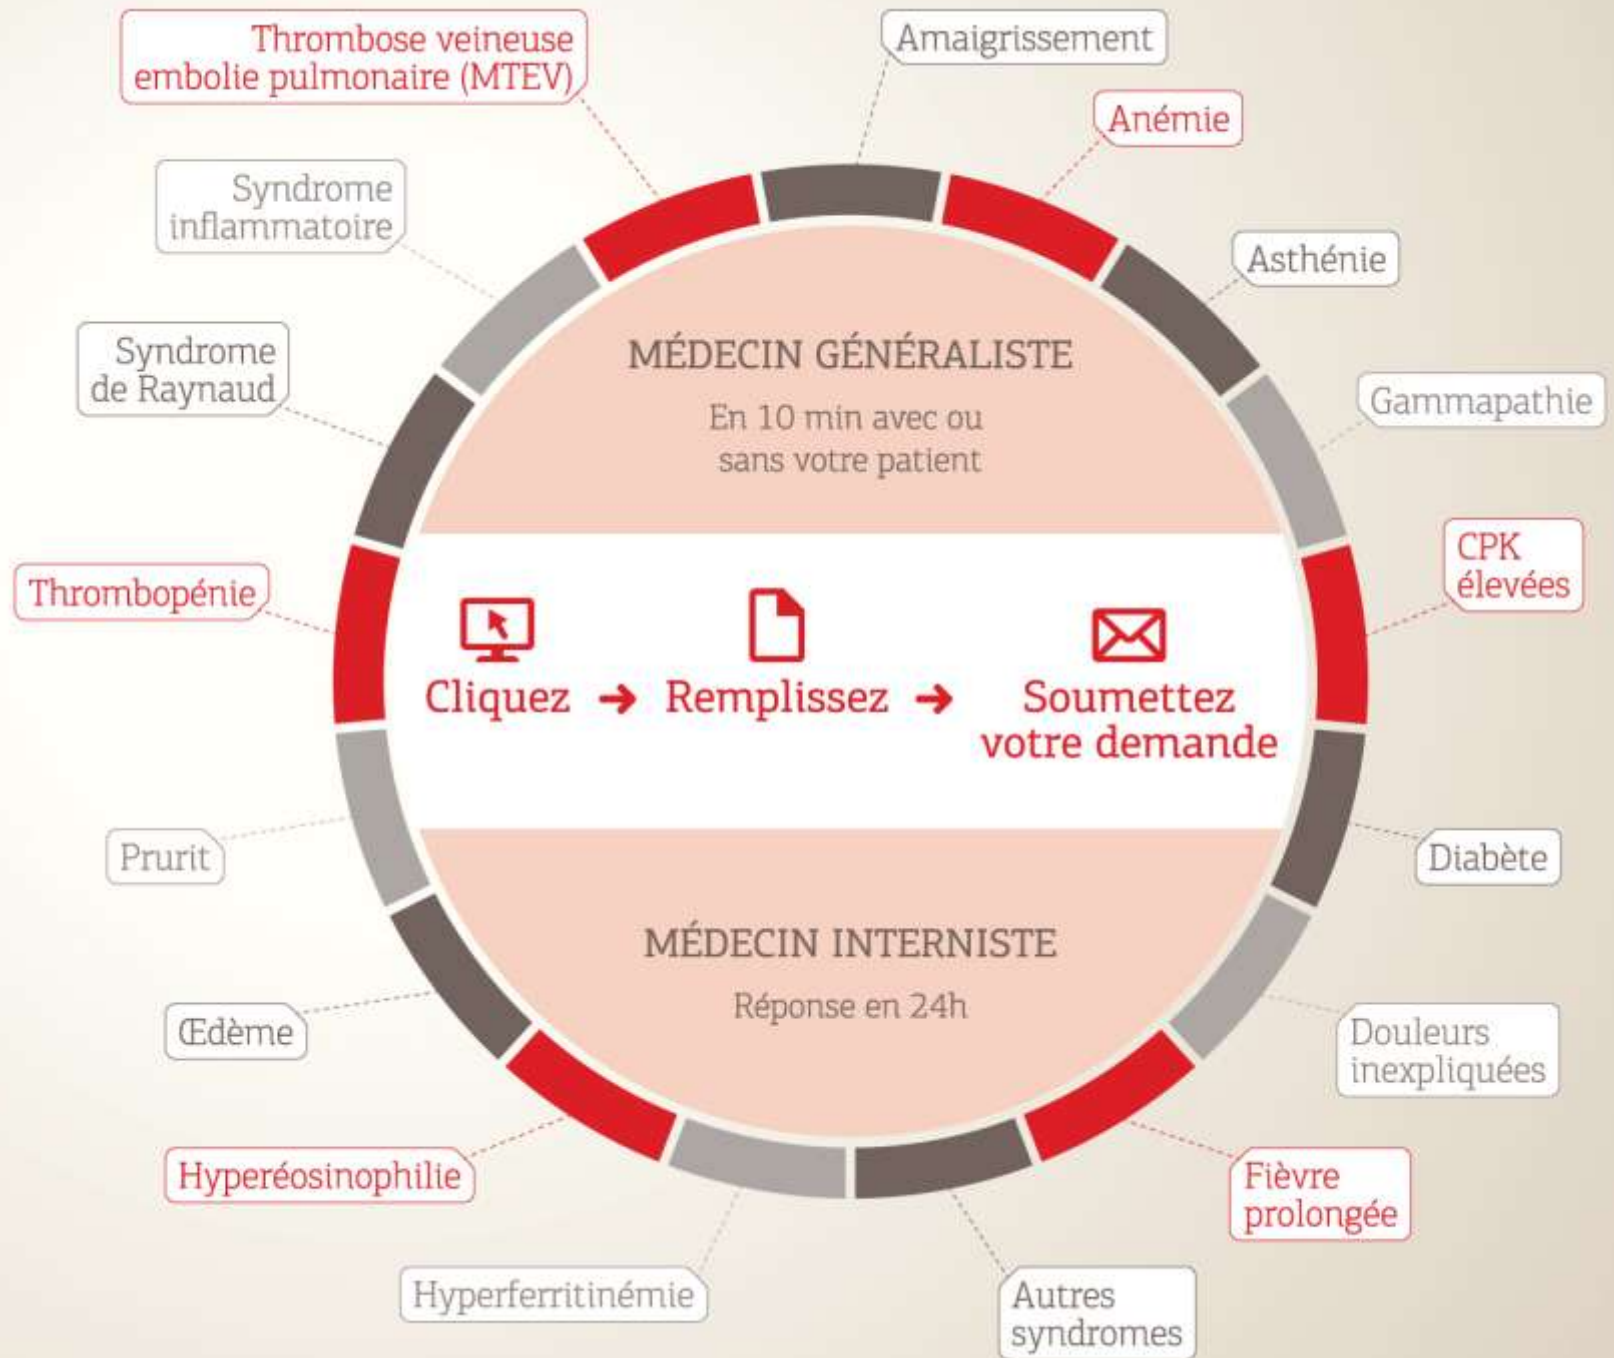 Thrombose veineuse
embolie pulmonaire (MTEV)
Amaigrissement
Anémie
Syndrome
inflammatoire
Asthénie
Syndrome
de Raynaud
Gammapathie
MÉDECIN GÉNÉRALISTE
En 10 min avec ou
sans votre patient
CPK
élevées
Thrombopénie
Cliquez → Remplissez → Soumettez
votre demande
Prurit
Diabète
MÉDECIN INTERNISTE
Réponse en 24h
Œdème
Douleurs
inexpliquées
Hyperéosinophilie
Fièvre
prolongée
Hyperferritinémie
Autres
syndromes